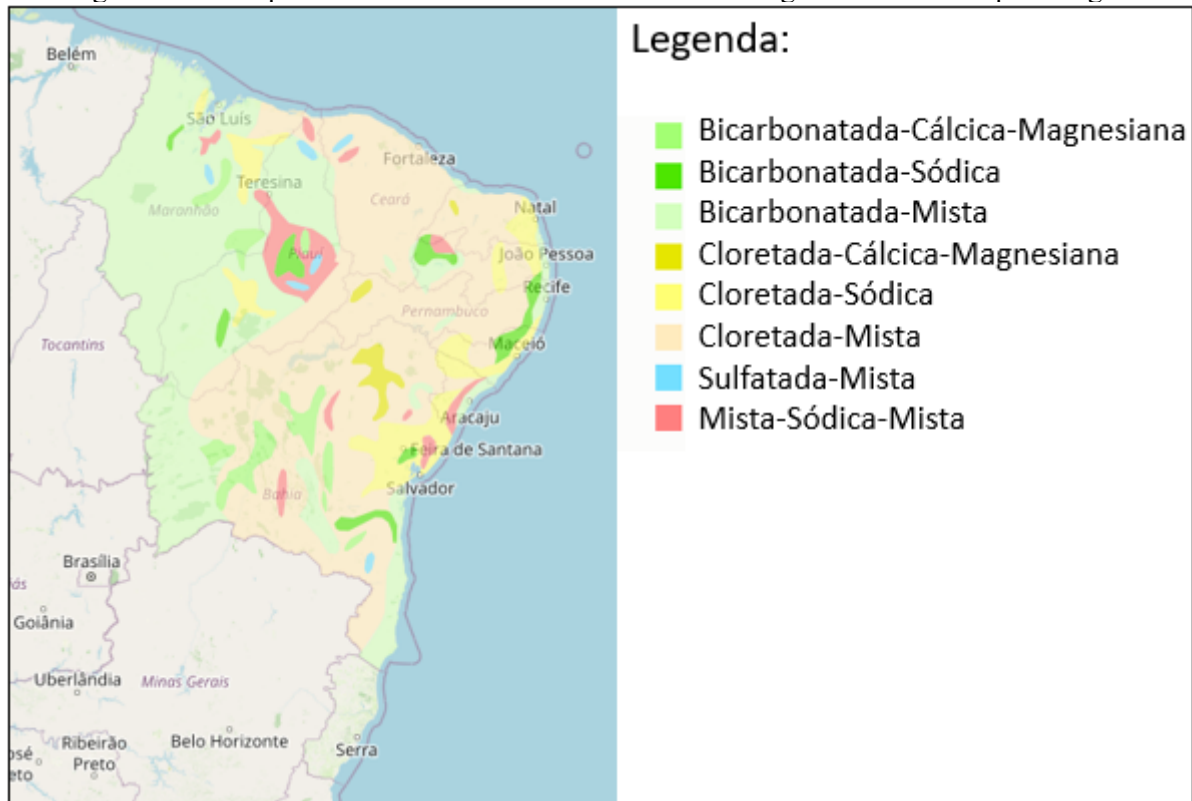 Legenda:
Bicarbonatada-Cálcica-Magnesiana
Bicarbonatada-Sódica
Bicarbonatada-Mista
Cloretada-Cálcica-Magnesiana
Cloretada-Sódica
Cloretada-Mista
Sulfatada-Mista
Mista-Sódica-Mista
Belém
São Luís
Fortaleza
Teresina
Ceará
Maranhão
Natal
Piauí
João Pessoa
Recife
Pernambuco
Tocantins
Maceió
Aracaju
Feira de Santana
Salvador
Bahia
Brasília
Goiânia
Uberlândia
Minas Gerais
Belo Horizonte
Ribeirão
Preto
Serra